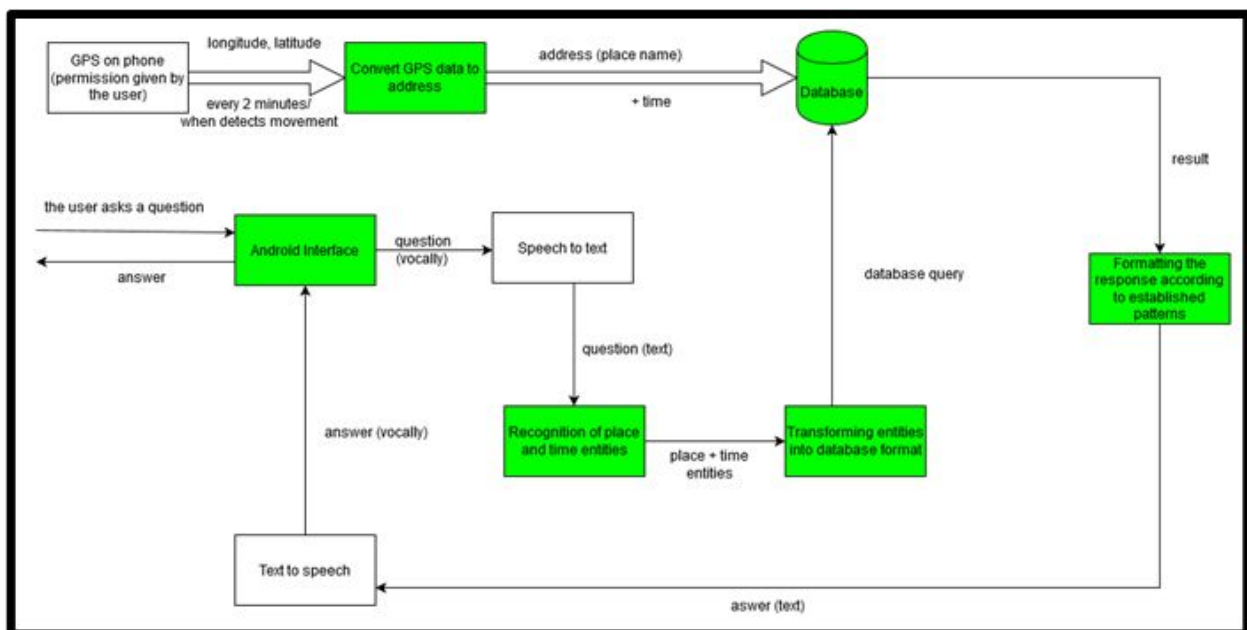 longitude, latitude
GPS on phone
(permission given by
the user)
every 2 minutes/
when detects movement
Convert GPS data to
address
address (place name)
+ time
Database
result
the user asks a question
answer
Android Interface
question
(vocally)
Speech to text
database query
Formatting the
response according
to established
patterns
question (text)
answer (vocally)
Recognition of place
and time entities
place + time
entities
Transforming entities
into database format
Text to speech
aswer (text)